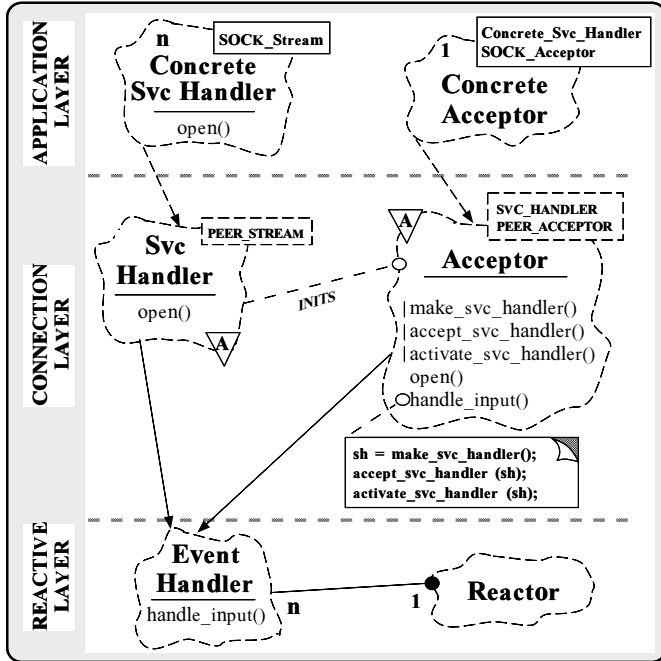 APPLICATION
LAYER
n
SOCK_Stream
Concrete
Svc Handler
open()
Concrete_Svc_Handler
SOCK_Acceptor
1
Concrete
Acceptor
CONNECTION
LAYER
PEER_STREAM
Svc
Handler
open()
A
INITS
A
SVC_HANDLER
PEER_ACCEPTOR
Acceptor
make_svc_handler()
accept_svc_handler()
activate_svc_handler()
open()
handle_input()
sh = make_svc_handler();
accept_svc_handler (sh);
activate_svc_handler (sh);
REACTIVE
LAYER
Event
Handler
handle_input()
n
1
Reactor